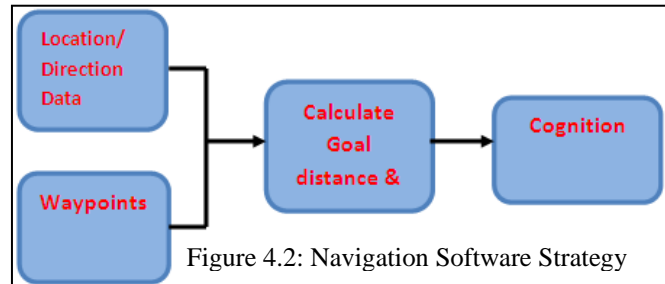 Location/
Direction
Data
Waypoints
Calculate
Goal
distance &
Cognition
Figure 4.2: Navigation Software Strategy